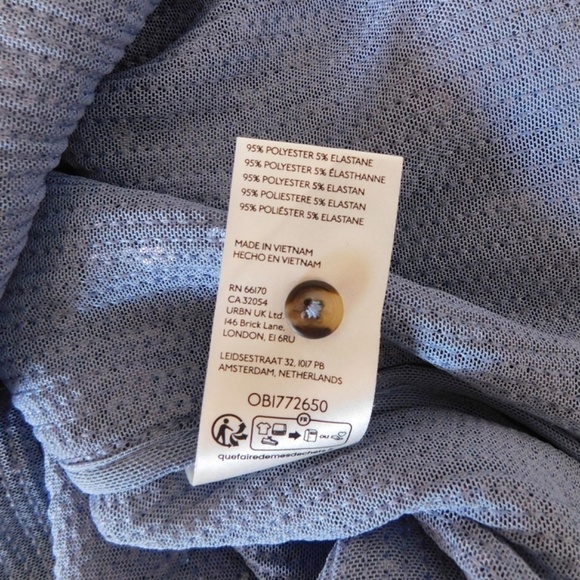 95% POLYESTER 5% ELASTANE
95% POLYESTER 5% ÉLASTHANNE
95% POLYESTER 5% ELASTAN
95% POLIESTERE 5% ELASTAN
95% POLIÉSTER 5% ELASTANE
MADE IN VIETNAM
HECHO EN VIETNAM
RN 66170
CA 32054
URBN UK Ltd
146 Brick Lane,
LONDON, E1 6RU
LEIDSESTRAAT 32, 1017 PB
AMSTERDAM, NETHERLANDS
OB1772650
FR
OU
quefairedemesdeche